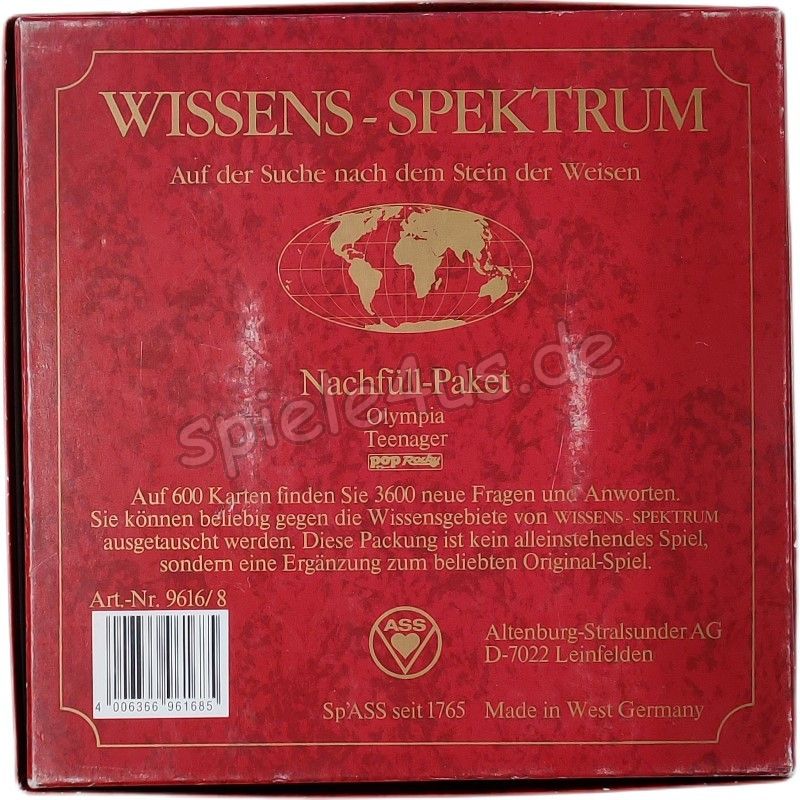 WISSENS-SPEKTRUM
Auf der Suche nach dem Stein der Weisen
Nachfüll-Paket
Olympia
Teenager
pop Rocky
spiele4us.de
Auf 600 Karten finden Sie 3600 neue Fragen und Anworten.
Sie können beliebig gegen die Wissensgebiete von WISSENS-SPEKTRUM
ausgetauscht werden. Diese Packung ist kein alleinstehendes Spiel,
sondern eine Ergänzung zum beliebten Original-Spiel.
Art.-Nr. 9616/8
4 006366 961685
ASS
Altenburg-Stralsunder AG
D-7022 Leinfelden
Sp'ASS seit 1765 Made in West Germany